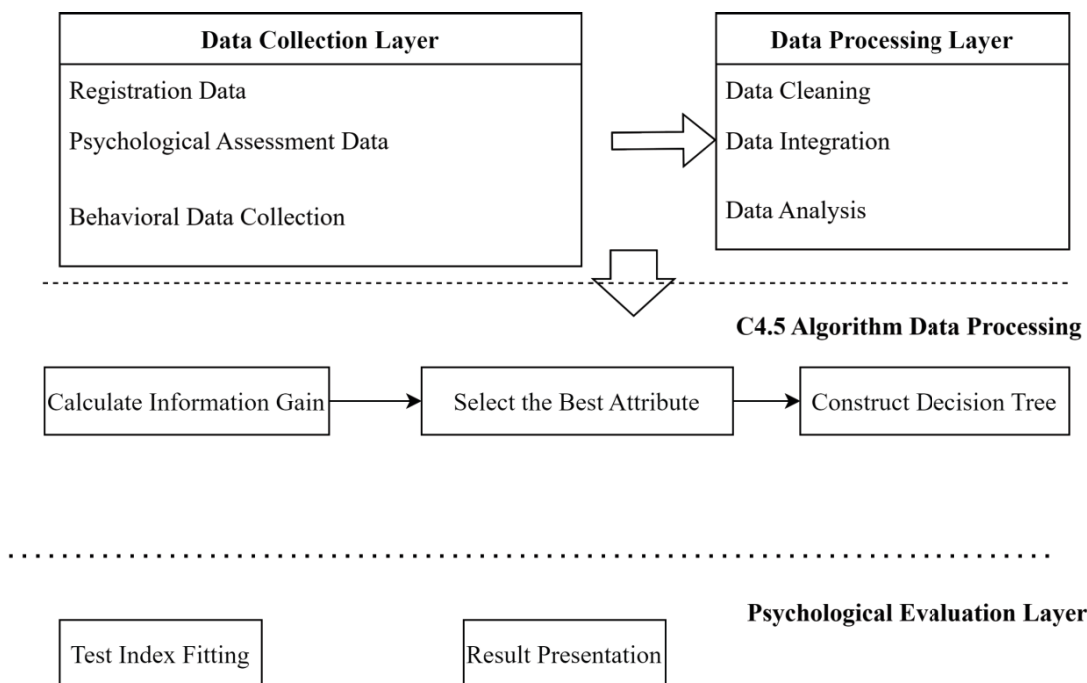 Data Collection Layer
Registration Data
Psychological Assessment Data
Behavioral Data Collection
Data Processing Layer
Data Cleaning
Data Integration
Data Analysis
C4.5 Algorithm Data Processing
Calculate Information Gain
Select the Best Attribute
Construct Decision Tree
Psychological Evaluation Layer
Test Index Fitting
Result Presentation